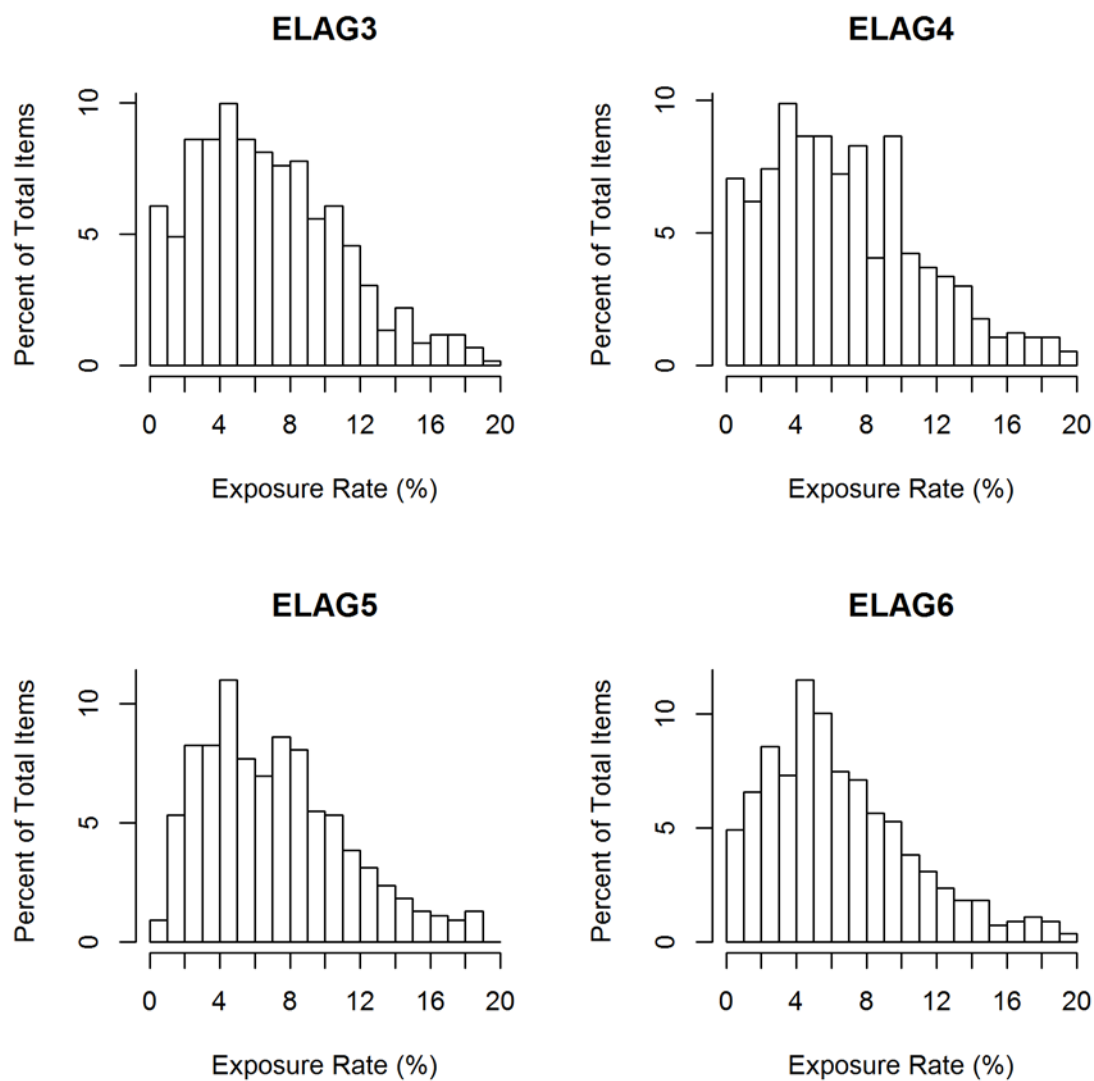 ELAG3
Percent of Total Items
10
5
0
0 4 8 12 16 20
Exposure Rate (%)
ELAG4
Percent of Total Items
10
5
0
0 4 8 12 16 20
Exposure Rate (%)
ELAG5
Percent of Total Items
10
5
0
0 4 8 12 16 20
Exposure Rate (%)
ELAG6
Percent of Total Items
10
5
0
0 4 8 12 16 20
Exposure Rate (%)